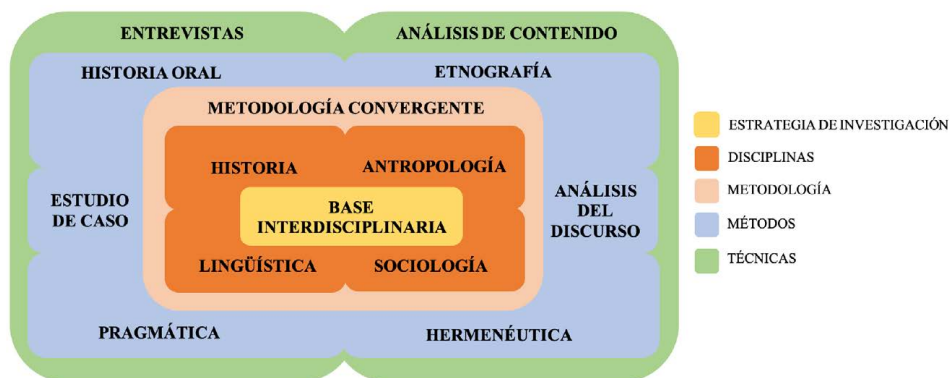 ENTREVISTAS
ANÁLISIS DE CONTENIDO
HISTORIA ORAL
ETNOGRAFÍA
METODOLOGÍA CONVERGENTE
HISTORIA
ANTROPOLOGÍA
ESTUDIO
DE CASO
BASE
INTERDISCIPLINARIA
ANÁLISIS
DEL
DISCURSO
LINGÜÍSTICA
SOCIOLOGÍA
PRAGMÁTICA
HERMENÉUTICA
ESTRATEGIA DE INVESTIGACIÓN
DISCIPLINAS
METODOLOGÍA
MÉTODOS
TÉCNICAS